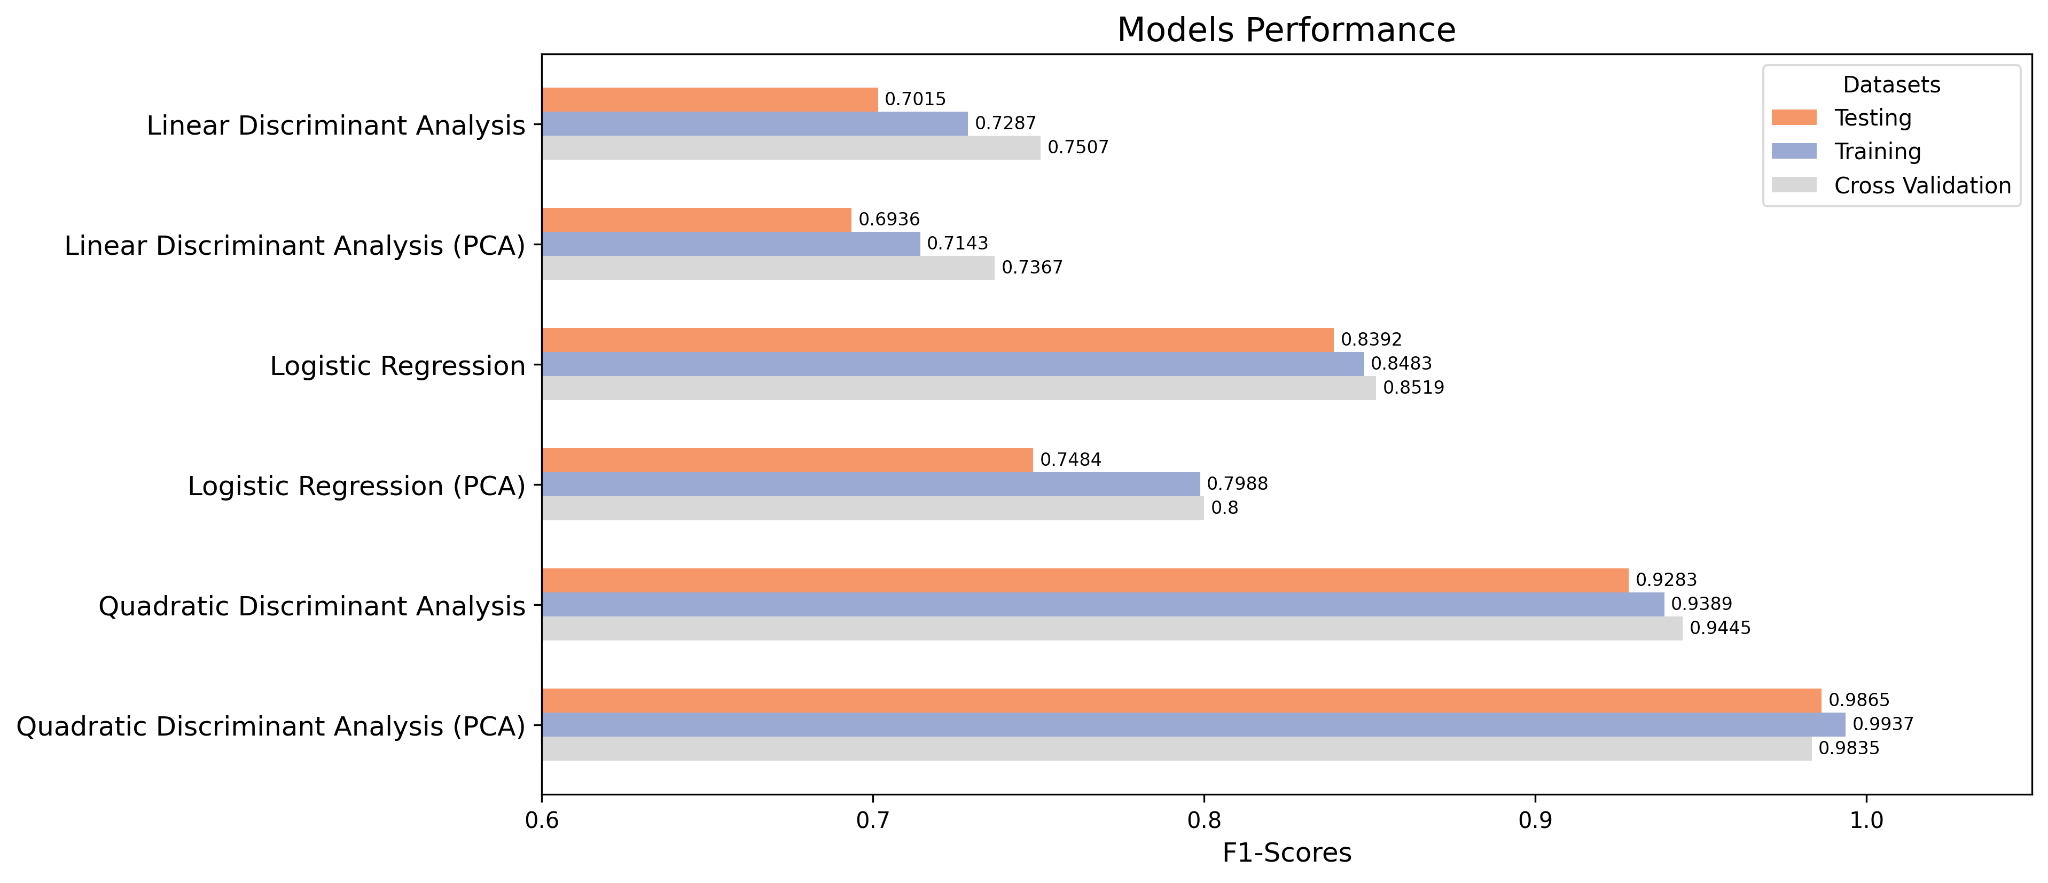 Models Performance
Datasets
Testing
Training
Cross Validation
Linear Discriminant Analysis
0.7015
0.7287
0.7507
Linear Discriminant Analysis (PCA)
0.6936
0.7143
0.7367
Logistic Regression
0.8392
0.8483
0.8519
Logistic Regression (PCA)
0.7484
0.7988
0.8
Quadratic Discriminant Analysis
0.9283
0.9389
0.9445
Quadratic Discriminant Analysis (PCA)
0.9865
0.9937
0.9835
0.6 0.7 0.8 0.9 1.0
F1-Scores